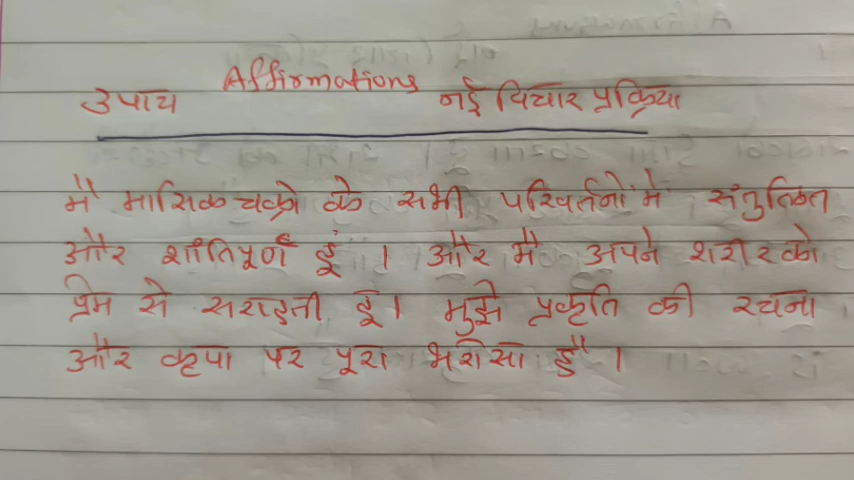 उपाय Affirmations नई विचार प्रक्रिया
मैं मासिक चक्रो के सभी परिवर्तनों में संतुलित
और शांतिपूर्ण हूं । और मैं अपने शरीर को
प्रेम से सराहती हूं। मुझे प्रकृति की रचना
और कृपा पर पूरा भरोसा है ।